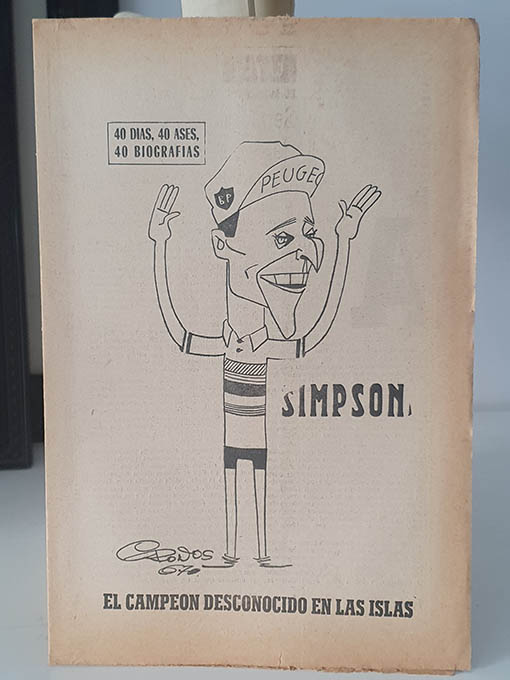 40 DIAS, 40 ASES,
40 BIOGRAFIAS
PEUGEO
BP
SIMPSON.
EL CAMPEON DESCONOCIDO EN LAS ISLAS